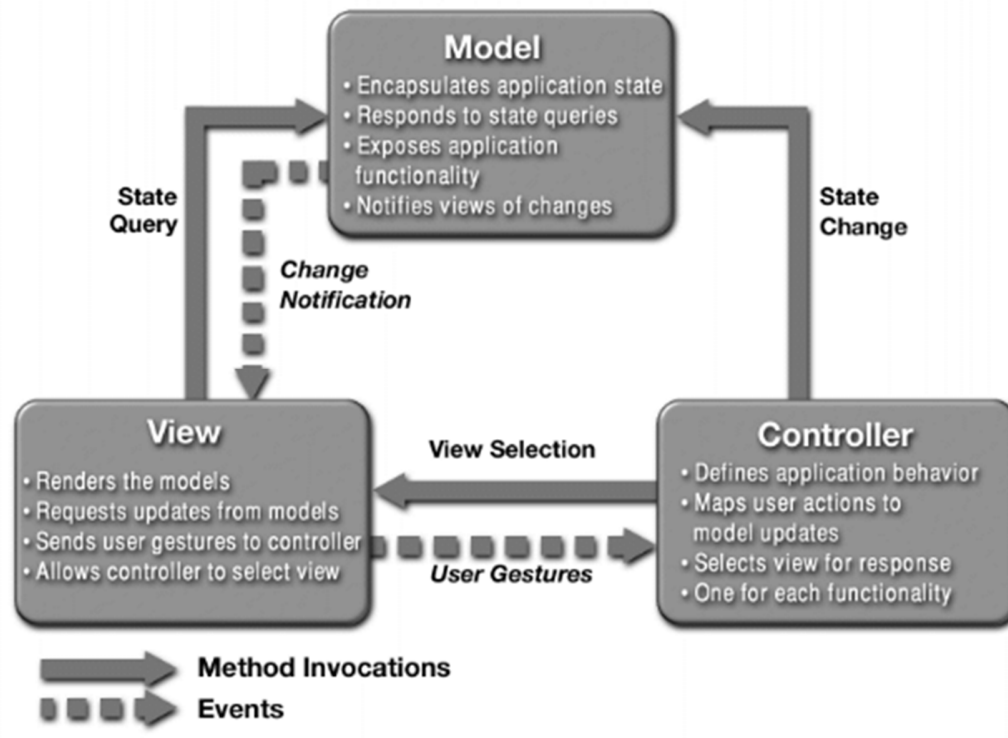 Model
• Encapsulates application state
• Responds to state queries
• Exposes application
functionality
• Notifies views of changes
State
Query
State
Change
Change
Notification
View
• Renders the models
• Requests updates from models
• Sends user gestures to controller
• Allows controller to select view
View Selection
User Gestures
Controller
• Defines application behavior
• Maps user actions to
model updates
• Selects view for response
• One for each functionality
Method Invocations
Events